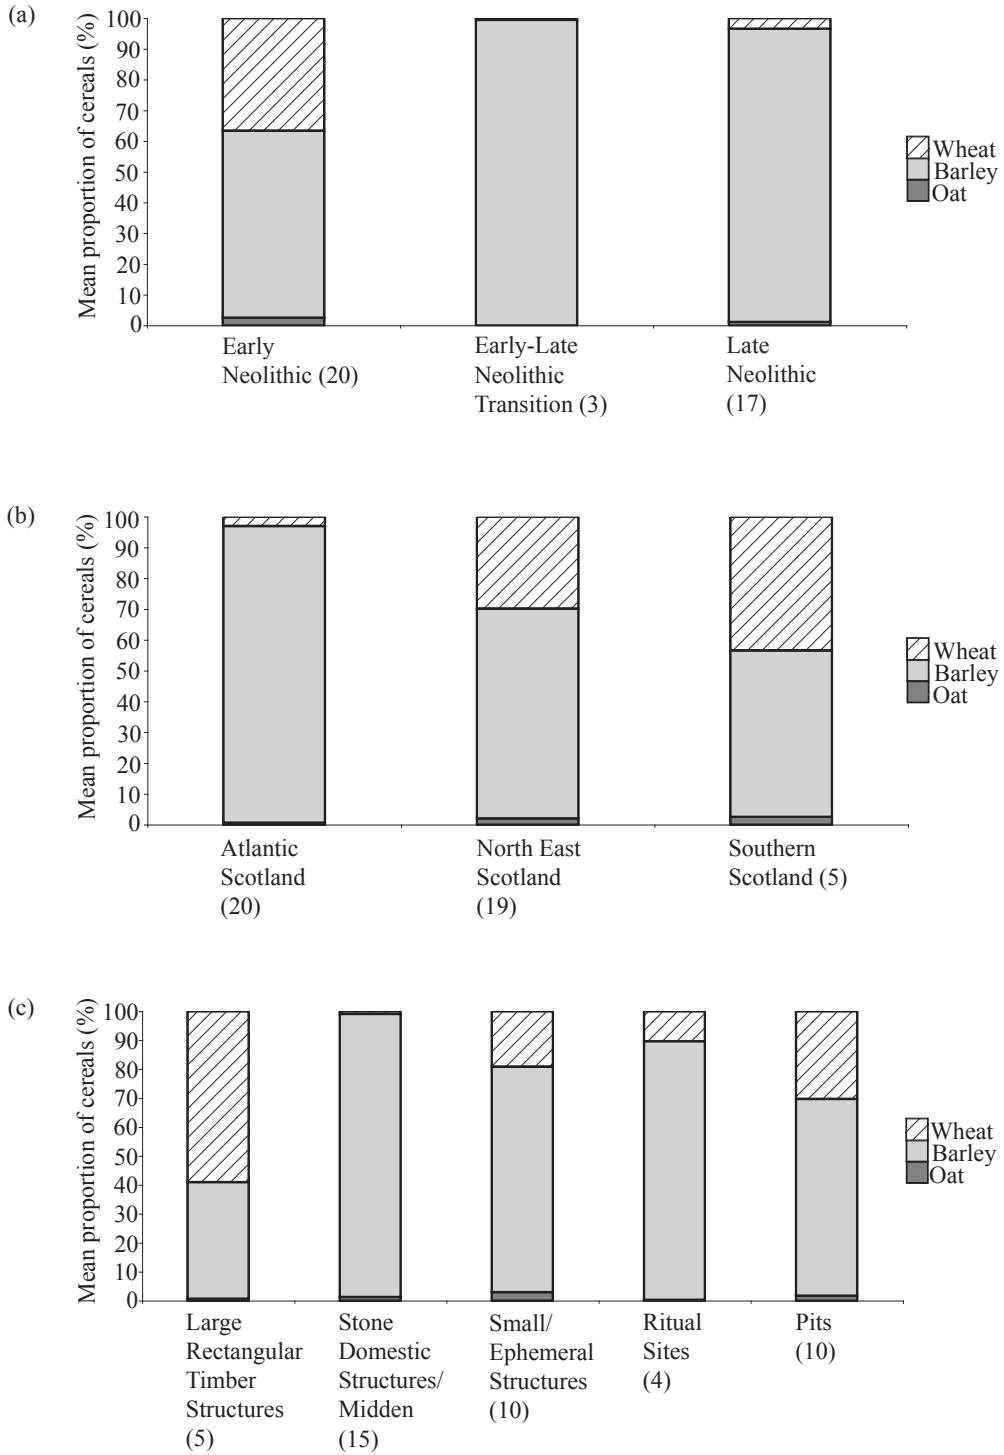 (a)
Mean proportion of cereals (%)
100
90
80
70
60
50
40
30
20
10
0
Early
Neolithic (20)
Early-Late
Neolithic
Transition (3)
Late
Neolithic
(17)
Wheat
Barley
Oat
(b)
Mean proportion of cereals (%)
100
90
80
70
60
50
40
30
20
10
0
Atlantic
Scotland
(20)
North East
Scotland
(19)
Southern
Scotland (5)
Wheat
Barley
Oat
(c)
Mean proportion of cereals (%)
100
90
80
70
60
50
40
30
20
10
0
Large
Rectangular
Timber
Structures
(5)
Stone
Domestic
Structures/
Midden
(15)
Small/
Ephemeral
Structures
(10)
Ritual
Sites
(4)
Pits
(10)
Wheat
Barley
Oat